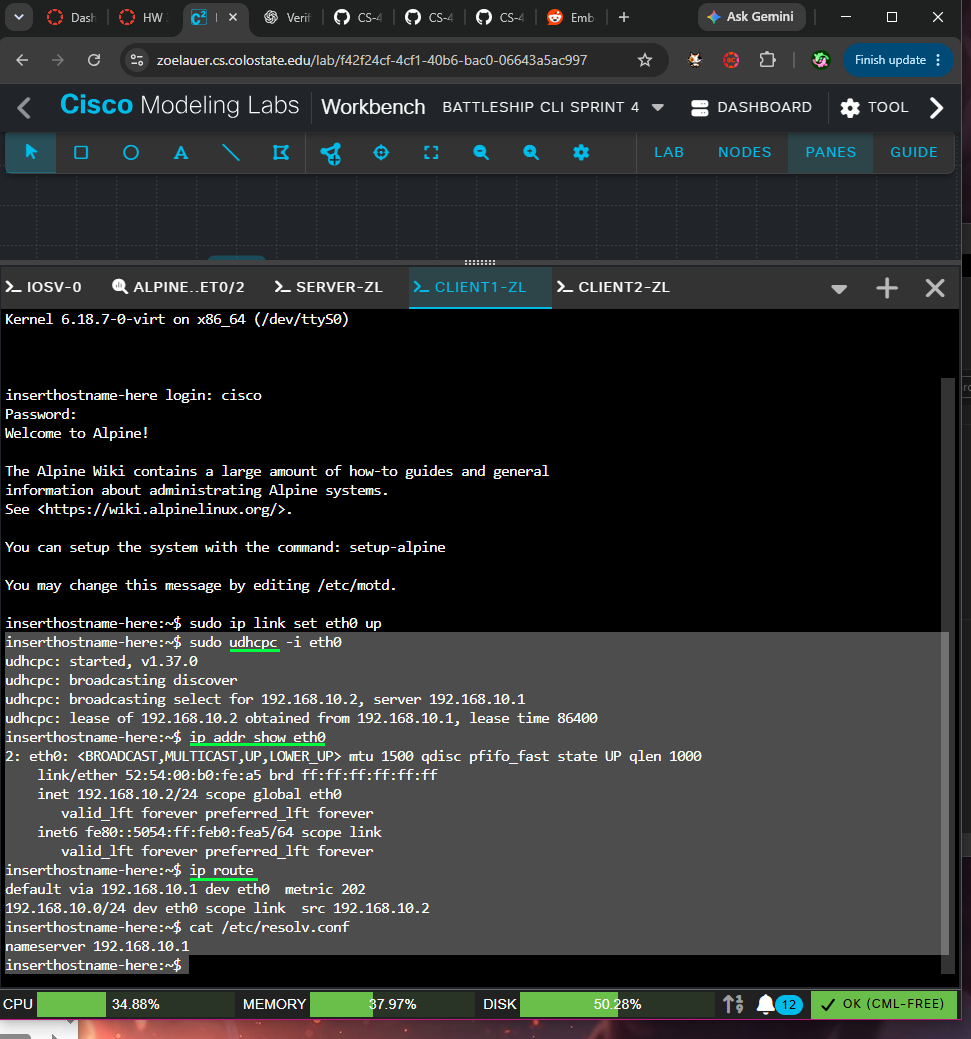 Dash
HW
Verif
CS-4
CS-4
CS-4
Emb
Ask Gemini
zoelauer.cs.colostate.edu/lab/f42f24cf-4cf1-40b6-bac0-06643a5ac997
Finish update
Cisco Modeling Labs
Workbench
BATTLESHIP CLI SPRINT 4
DASHBOARD
TOOL
LAB
NODES
PANES
GUIDE
IOSV-0
ALPINE..ET0/2
SERVER-ZL
CLIENT1-ZL
CLIENT2-ZL
Kernel 6.18.7-0-virt on x86_64 (/dev/ttyS0)
inserthostname-here login: cisco
Password:
Welcome to Alpine!
The Alpine Wiki contains a large amount of how-to guides and general
information about administrating Alpine systems.
See <https://wiki.alpinelinux.org/>.
You can setup the system with the command: setup-alpine
You may change this message by editing /etc/motd.
inserthostname-here:~$ sudo ip link set eth0 up
inserthostname-here:~$ sudo udhcpc -i eth0
udhcpc: started, v1.37.0
udhcpc: broadcasting discover
udhcpc: broadcasting select for 192.168.10.2, server 192.168.10.1
udhcpc: lease of 192.168.10.2 obtained from 192.168.10.1, lease time 86400
inserthostname-here:~$ ip addr show eth0
2: eth0: <BROADCAST,MULTICAST,UP,LOWER_UP> mtu 1500 qdisc pfifo_fast state UP qlen 1000
link/ether 52:54:00:b0:fe:a5 brd ff:ff:ff:ff:ff:ff
inet 192.168.10.2/24 scope global eth0
valid_lft forever preferred_lft forever
inet6 fe80::5054:ff:feb0:fea5/64 scope link
valid_lft forever preferred_lft forever
inserthostname-here:~$ ip route
default via 192.168.10.1 dev eth0  metric 202
192.168.10.0/24 dev eth0 scope link  src 192.168.10.2
inserthostname-here:~$ cat /etc/resolv.conf
nameserver 192.168.10.1
inserthostname-here:~$
CPU 34.88% MEMORY 37.97% DISK 50.28% 12 OK (CML-FREE)